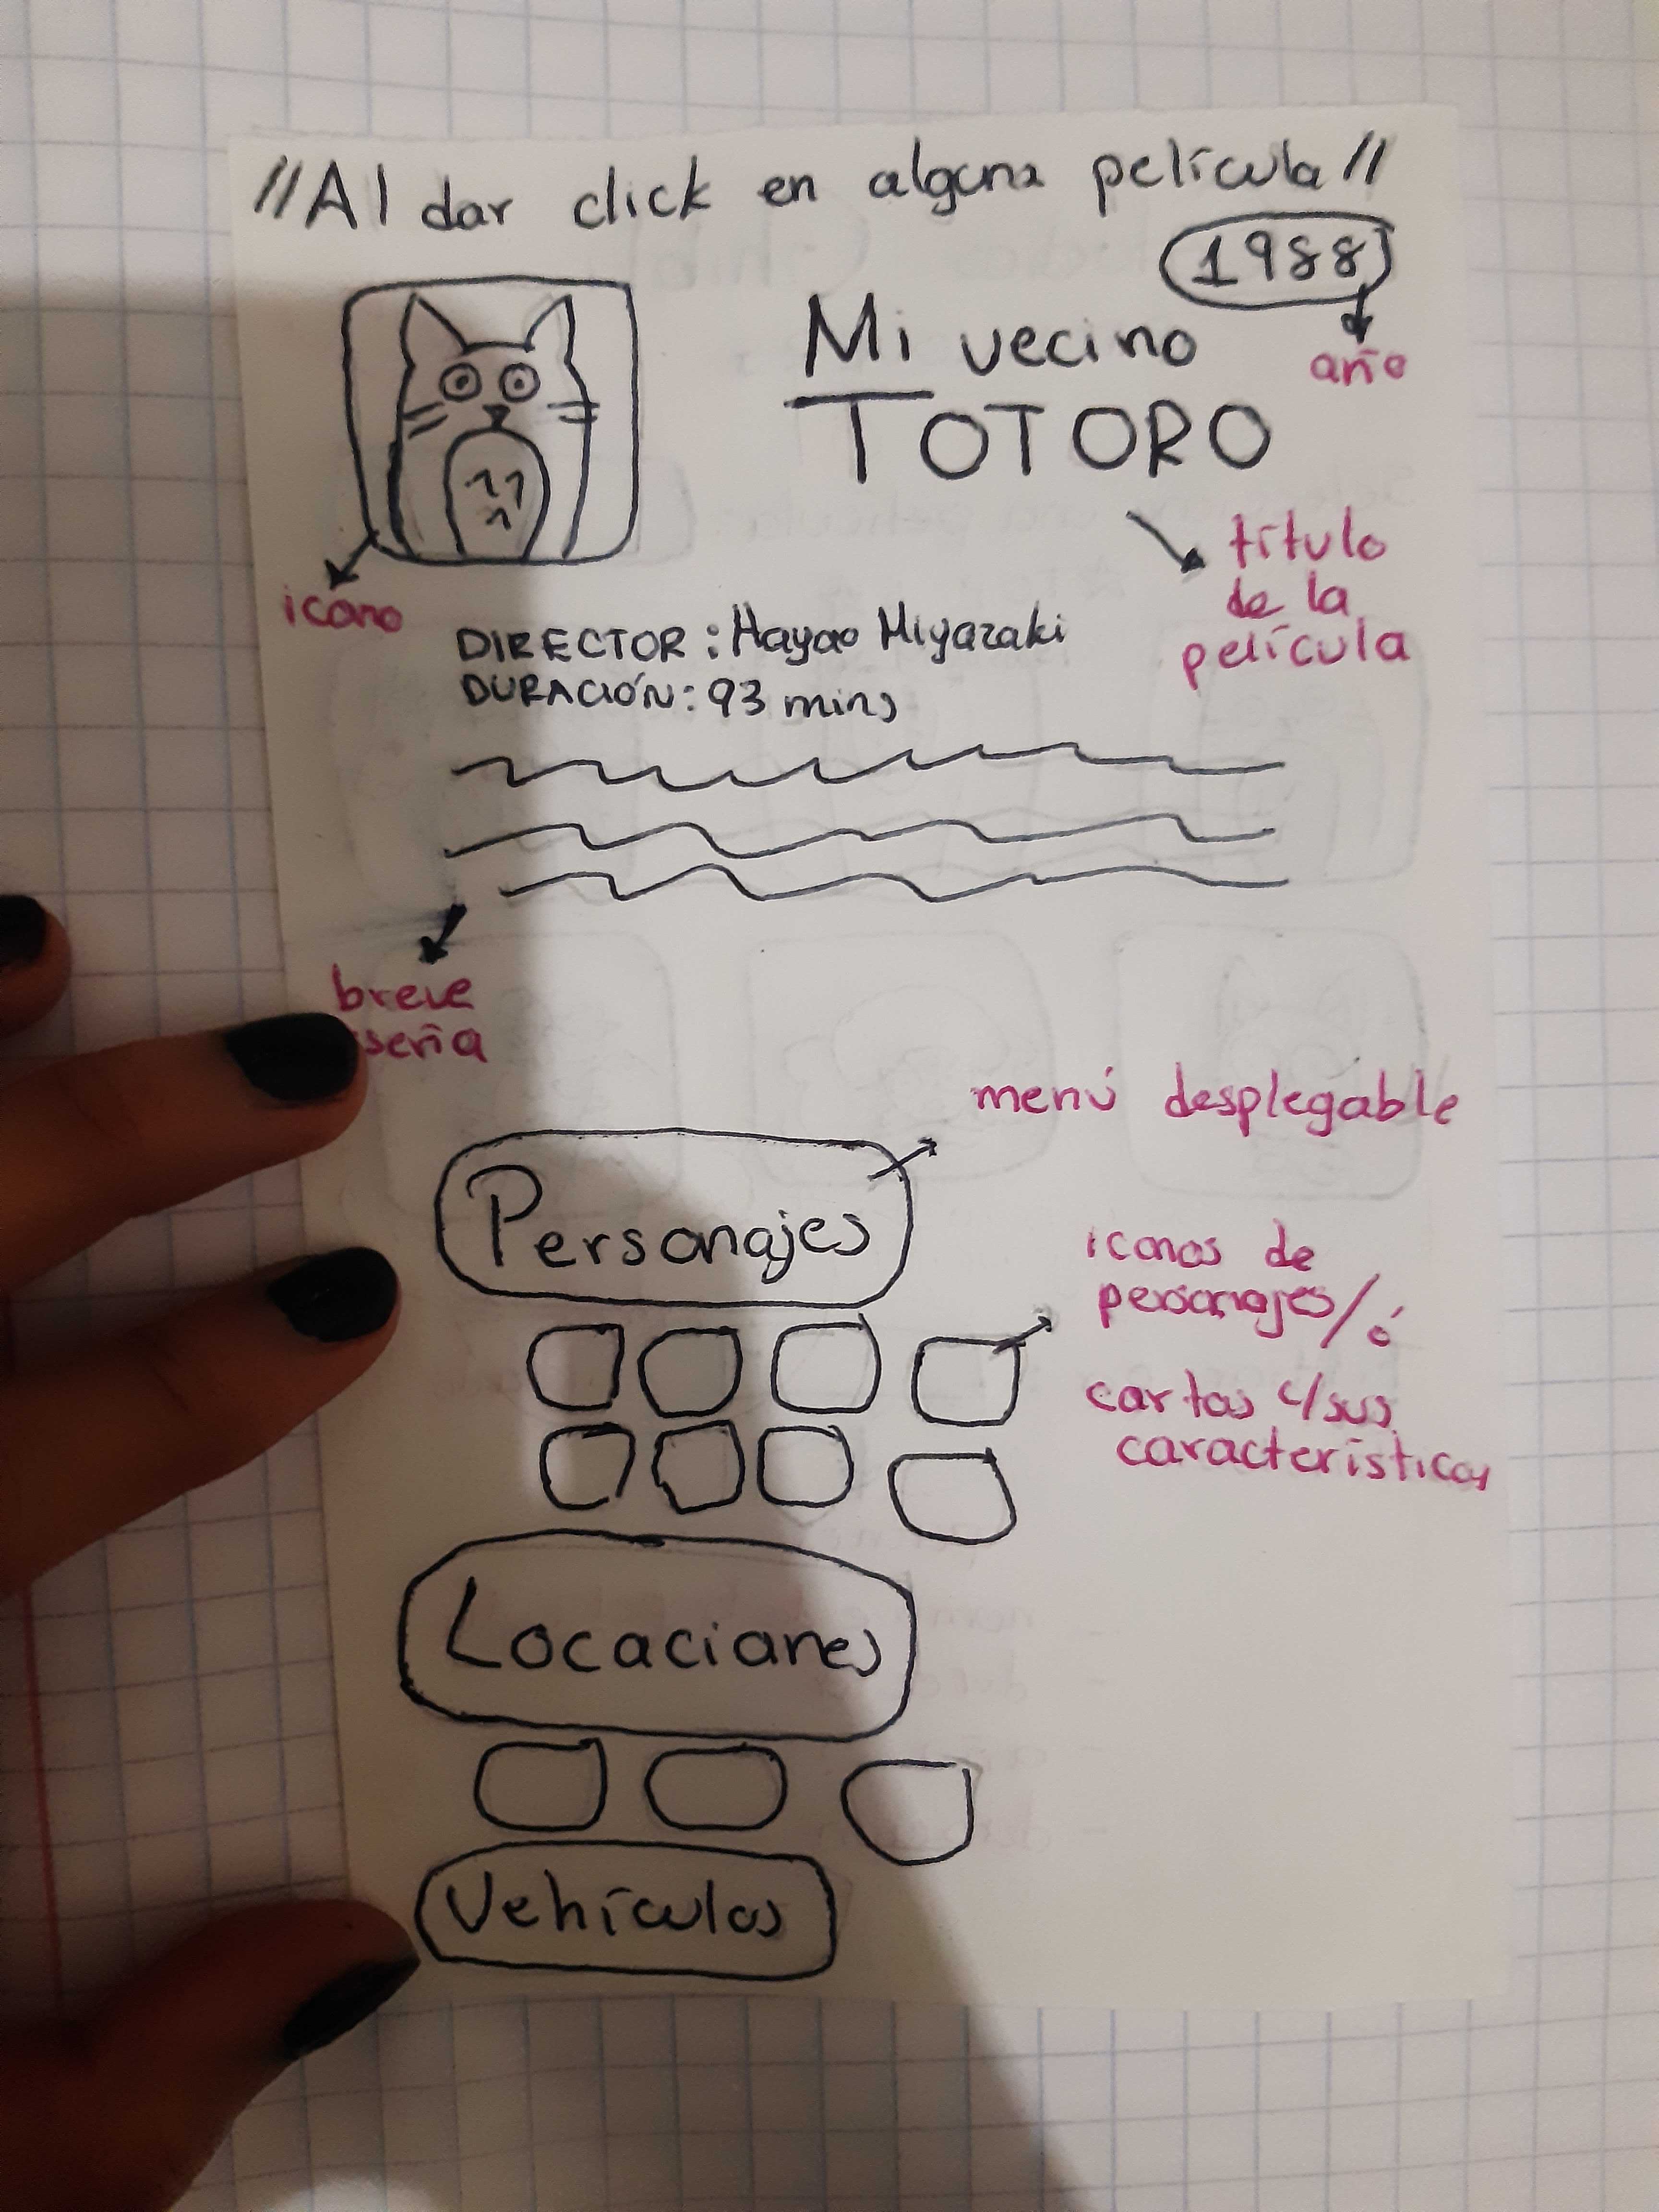 //Al dar click en alguna película//
1988
año
Mi vecino
TOTORO
título
de la
película
icono
DIRECTOR: Hayao Miyazaki
DURACIÓN: 93 mins
breve
seña
menú desplegable
Personajes
iconos de
personajes/ó
cartas c/sus
características
Locaciones
Vehículos